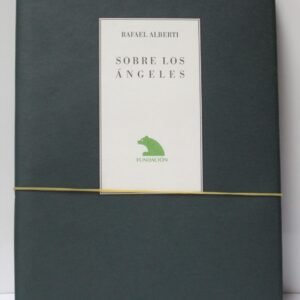 RAFAEL ALBERTI
SOBRE LOS
ÁNGELES
FUNDACIÓN